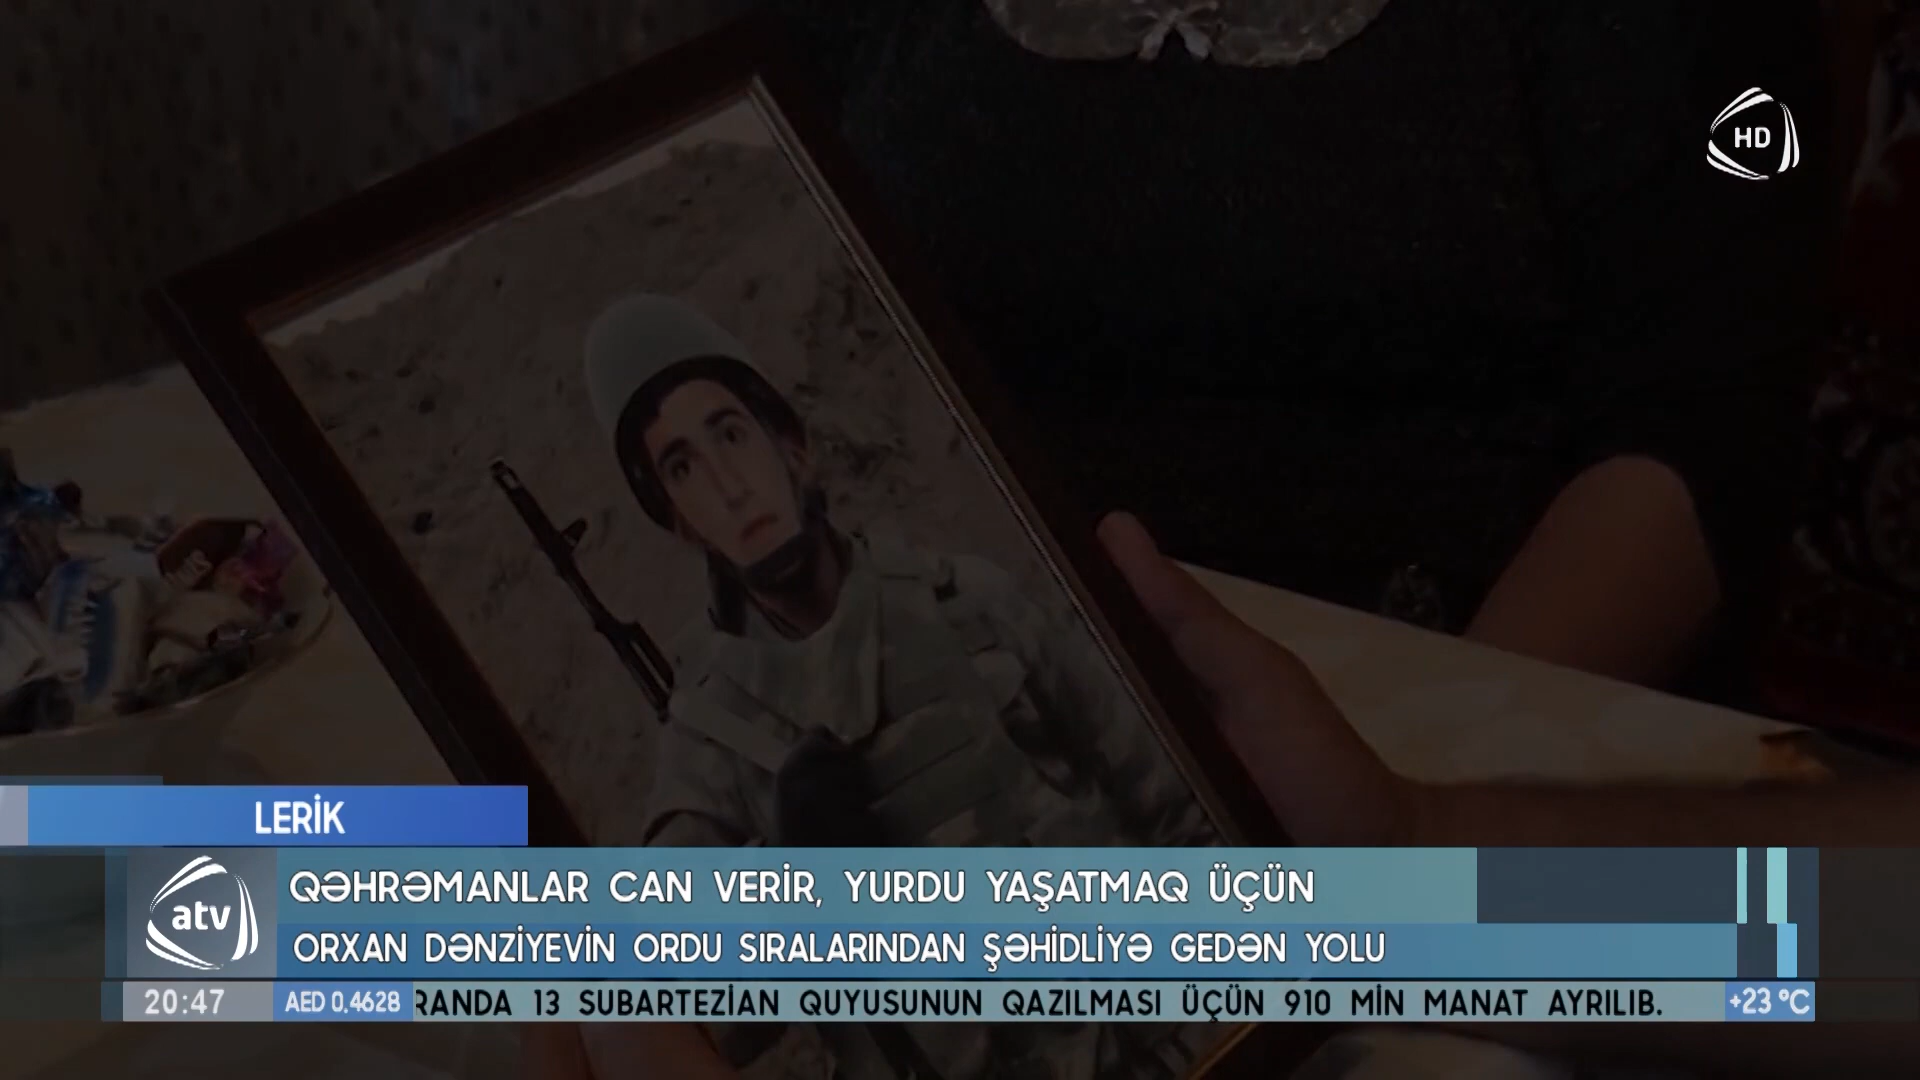 HD
LERİK
atv
QƏHRƏMANLAR CAN VERİR, YURDU YAŞATMAQ ÜÇÜN
ORXAN DƏNZİYEVİN ORDU SIRALARINDAN ŞƏHİDLİYƏ GEDƏN YOLU
20:47 AED 0,4628 RANDA 13 SUBARTEZİAN QUYUSUNUN QAZILMASI ÜÇÜN 910 MİN MANAT AYRILIB. +23 °C